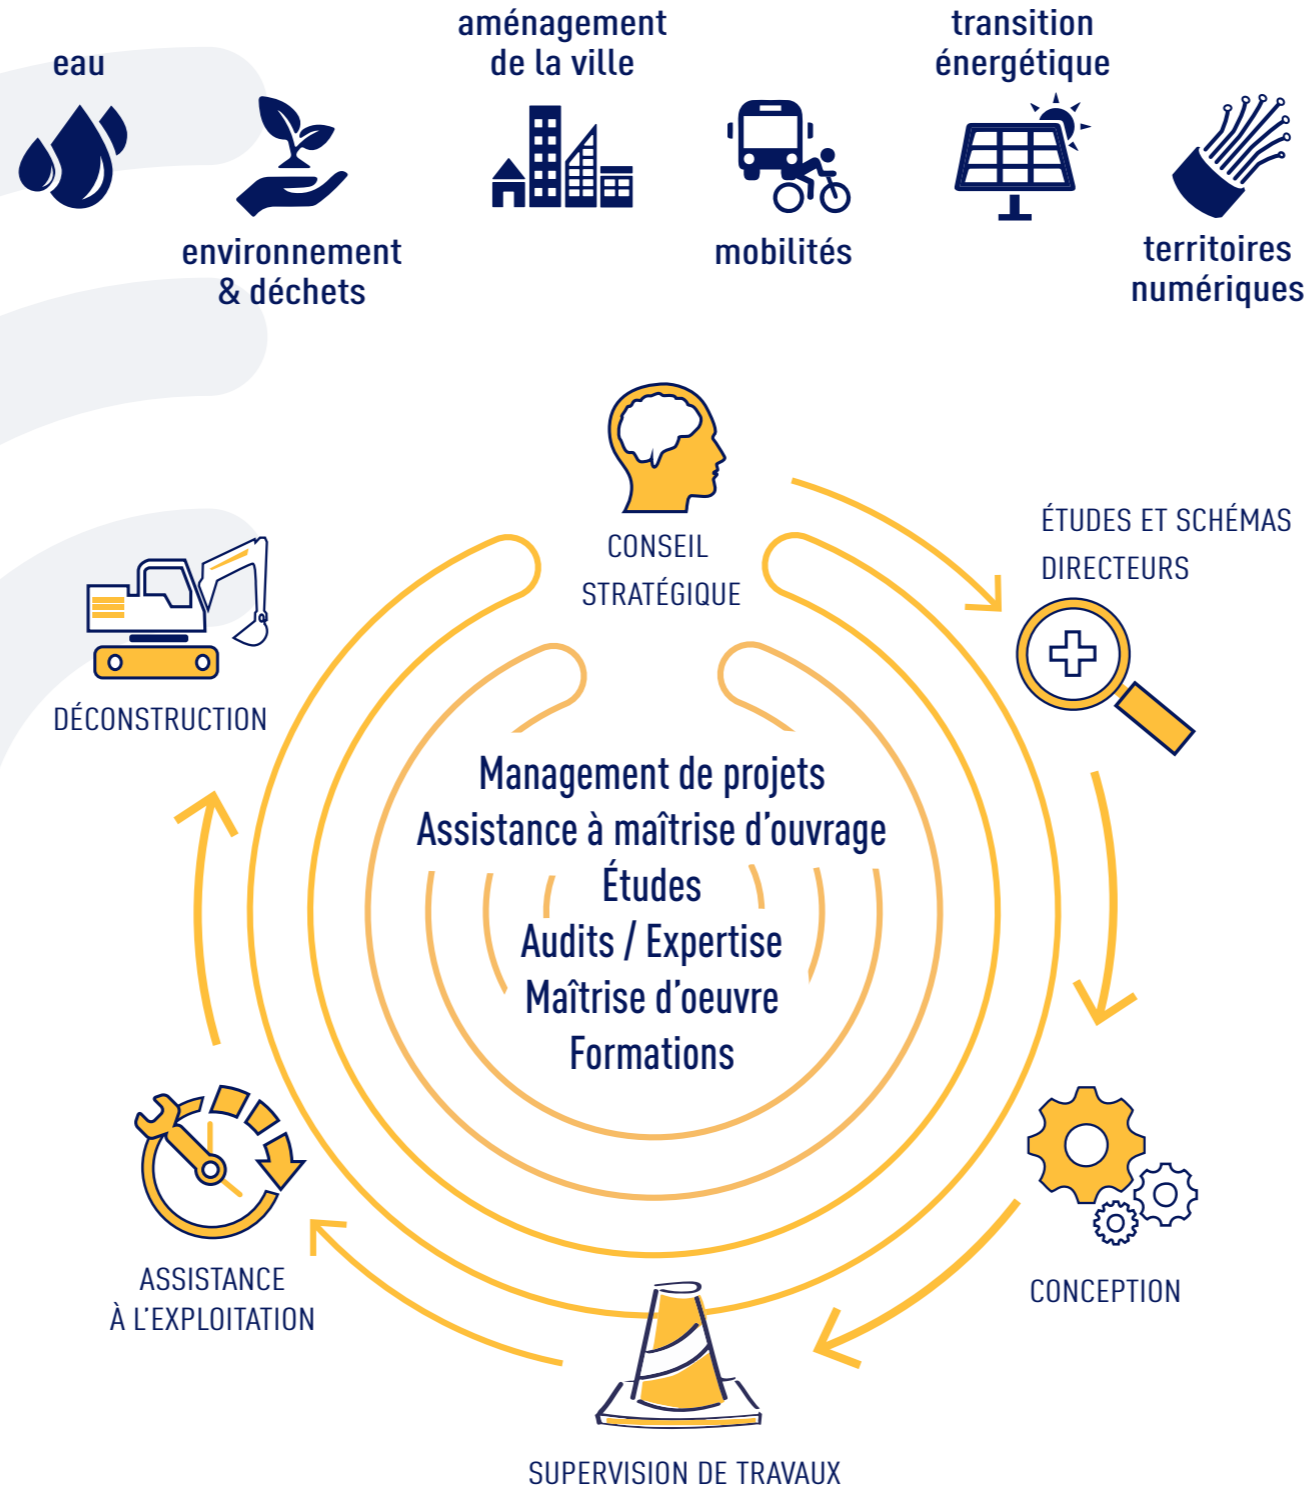 eau
environnement
& déchets
aménagement
de la ville
mobilités
transition
énergétique
territoires
numériques
CONSEIL
STRATÉGIQUE
ÉTUDES ET SCHÉMAS
DIRECTEURS
CONCEPTION
SUPERVISION DE TRAVAUX
ASSISTANCE
À L'EXPLOITATION
DÉCONSTRUCTION
Management de projets
Assistance à maîtrise d'ouvrage
Études
Audits / Expertise
Maîtrise d'oeuvre
Formations